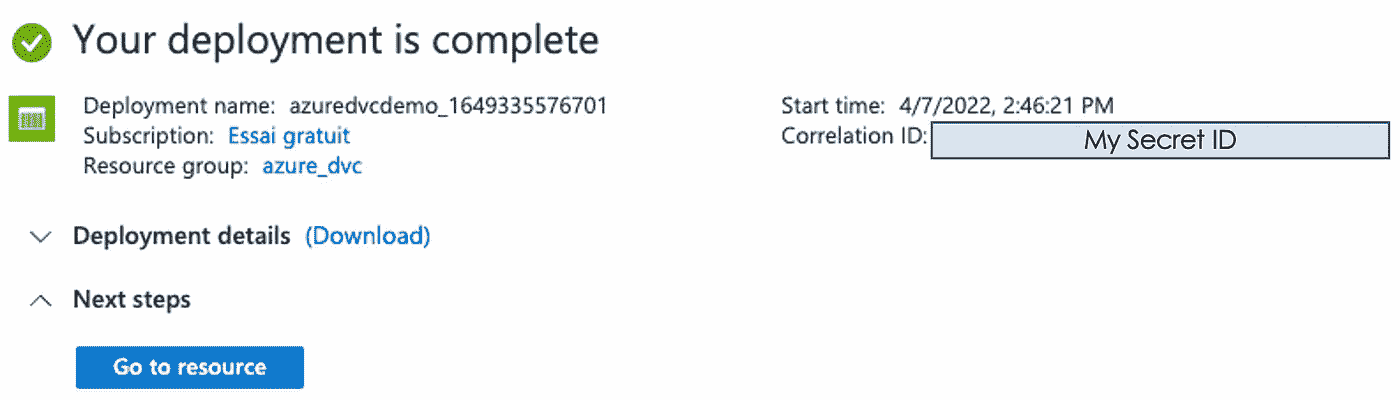 Your deployment is complete
Deployment name: azuredvcdemo_1649335576701
Subscription: Essai gratuit
Resource group: azure_dvc
Start time: 4/7/2022, 2:46:21 PM
Correlation ID: My Secret ID
Deployment details (Download)
Next steps
Go to resource